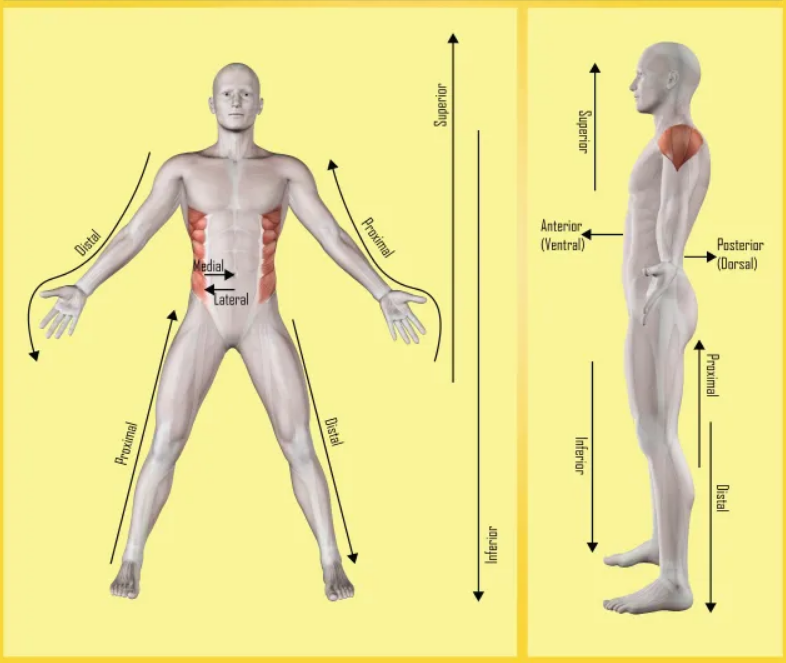 Superior
Distal
Proximal
Medial
Lateral
Proximal
Distal
Inferior
Superior
Anterior
(Ventral)
Posterior
(Dorsal)
Proximal
Inferior
Distal